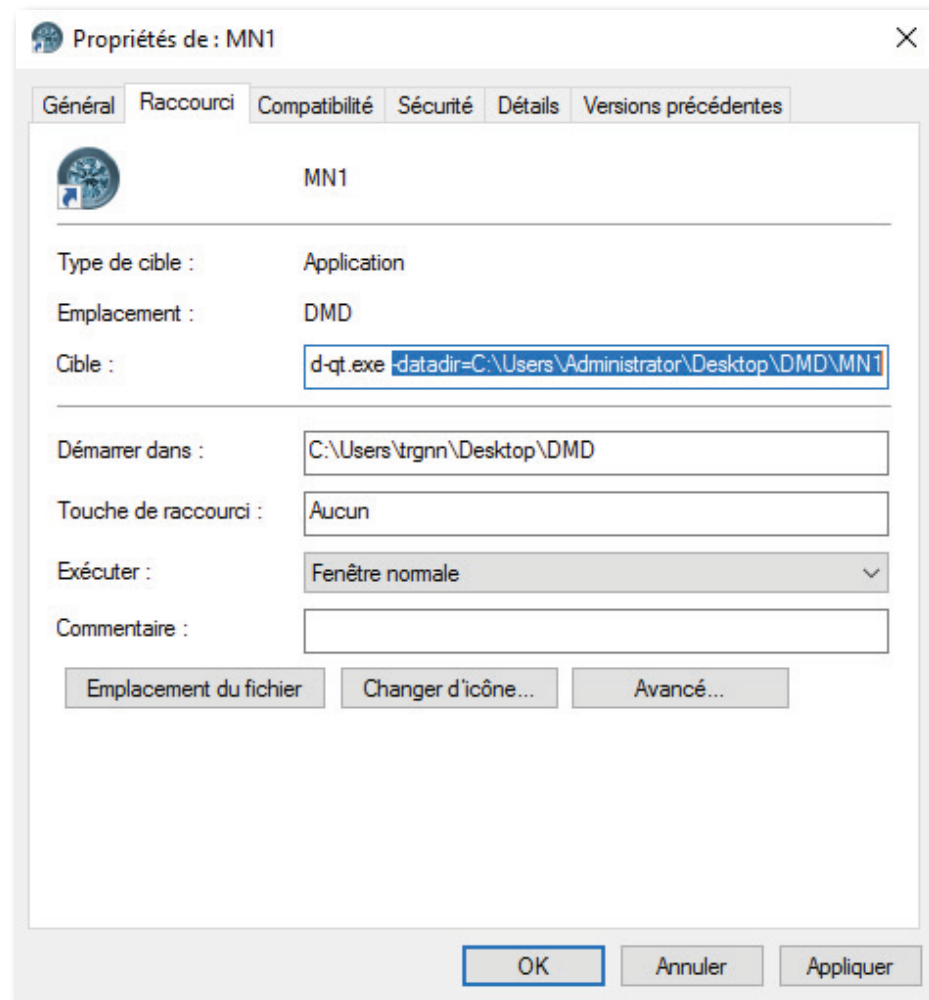 Propriétés de : MN1
Général Raccourci Compatibilité Sécurité Détails Versions précédentes
MN1
Type de cible : Application
Emplacement : DMD
Cible : d-qt.exe -datadir=C:\Users\Administrator\Desktop\DMD\MN1
Démarrer dans : C:\Users\trgnn\Desktop\DMD
Touche de raccourci : Aucun
Exécuter : Fenêtre normale
Commentaire :
Emplacement du fichier Changer d'icône... Avancé...
OK Annuler Appliquer